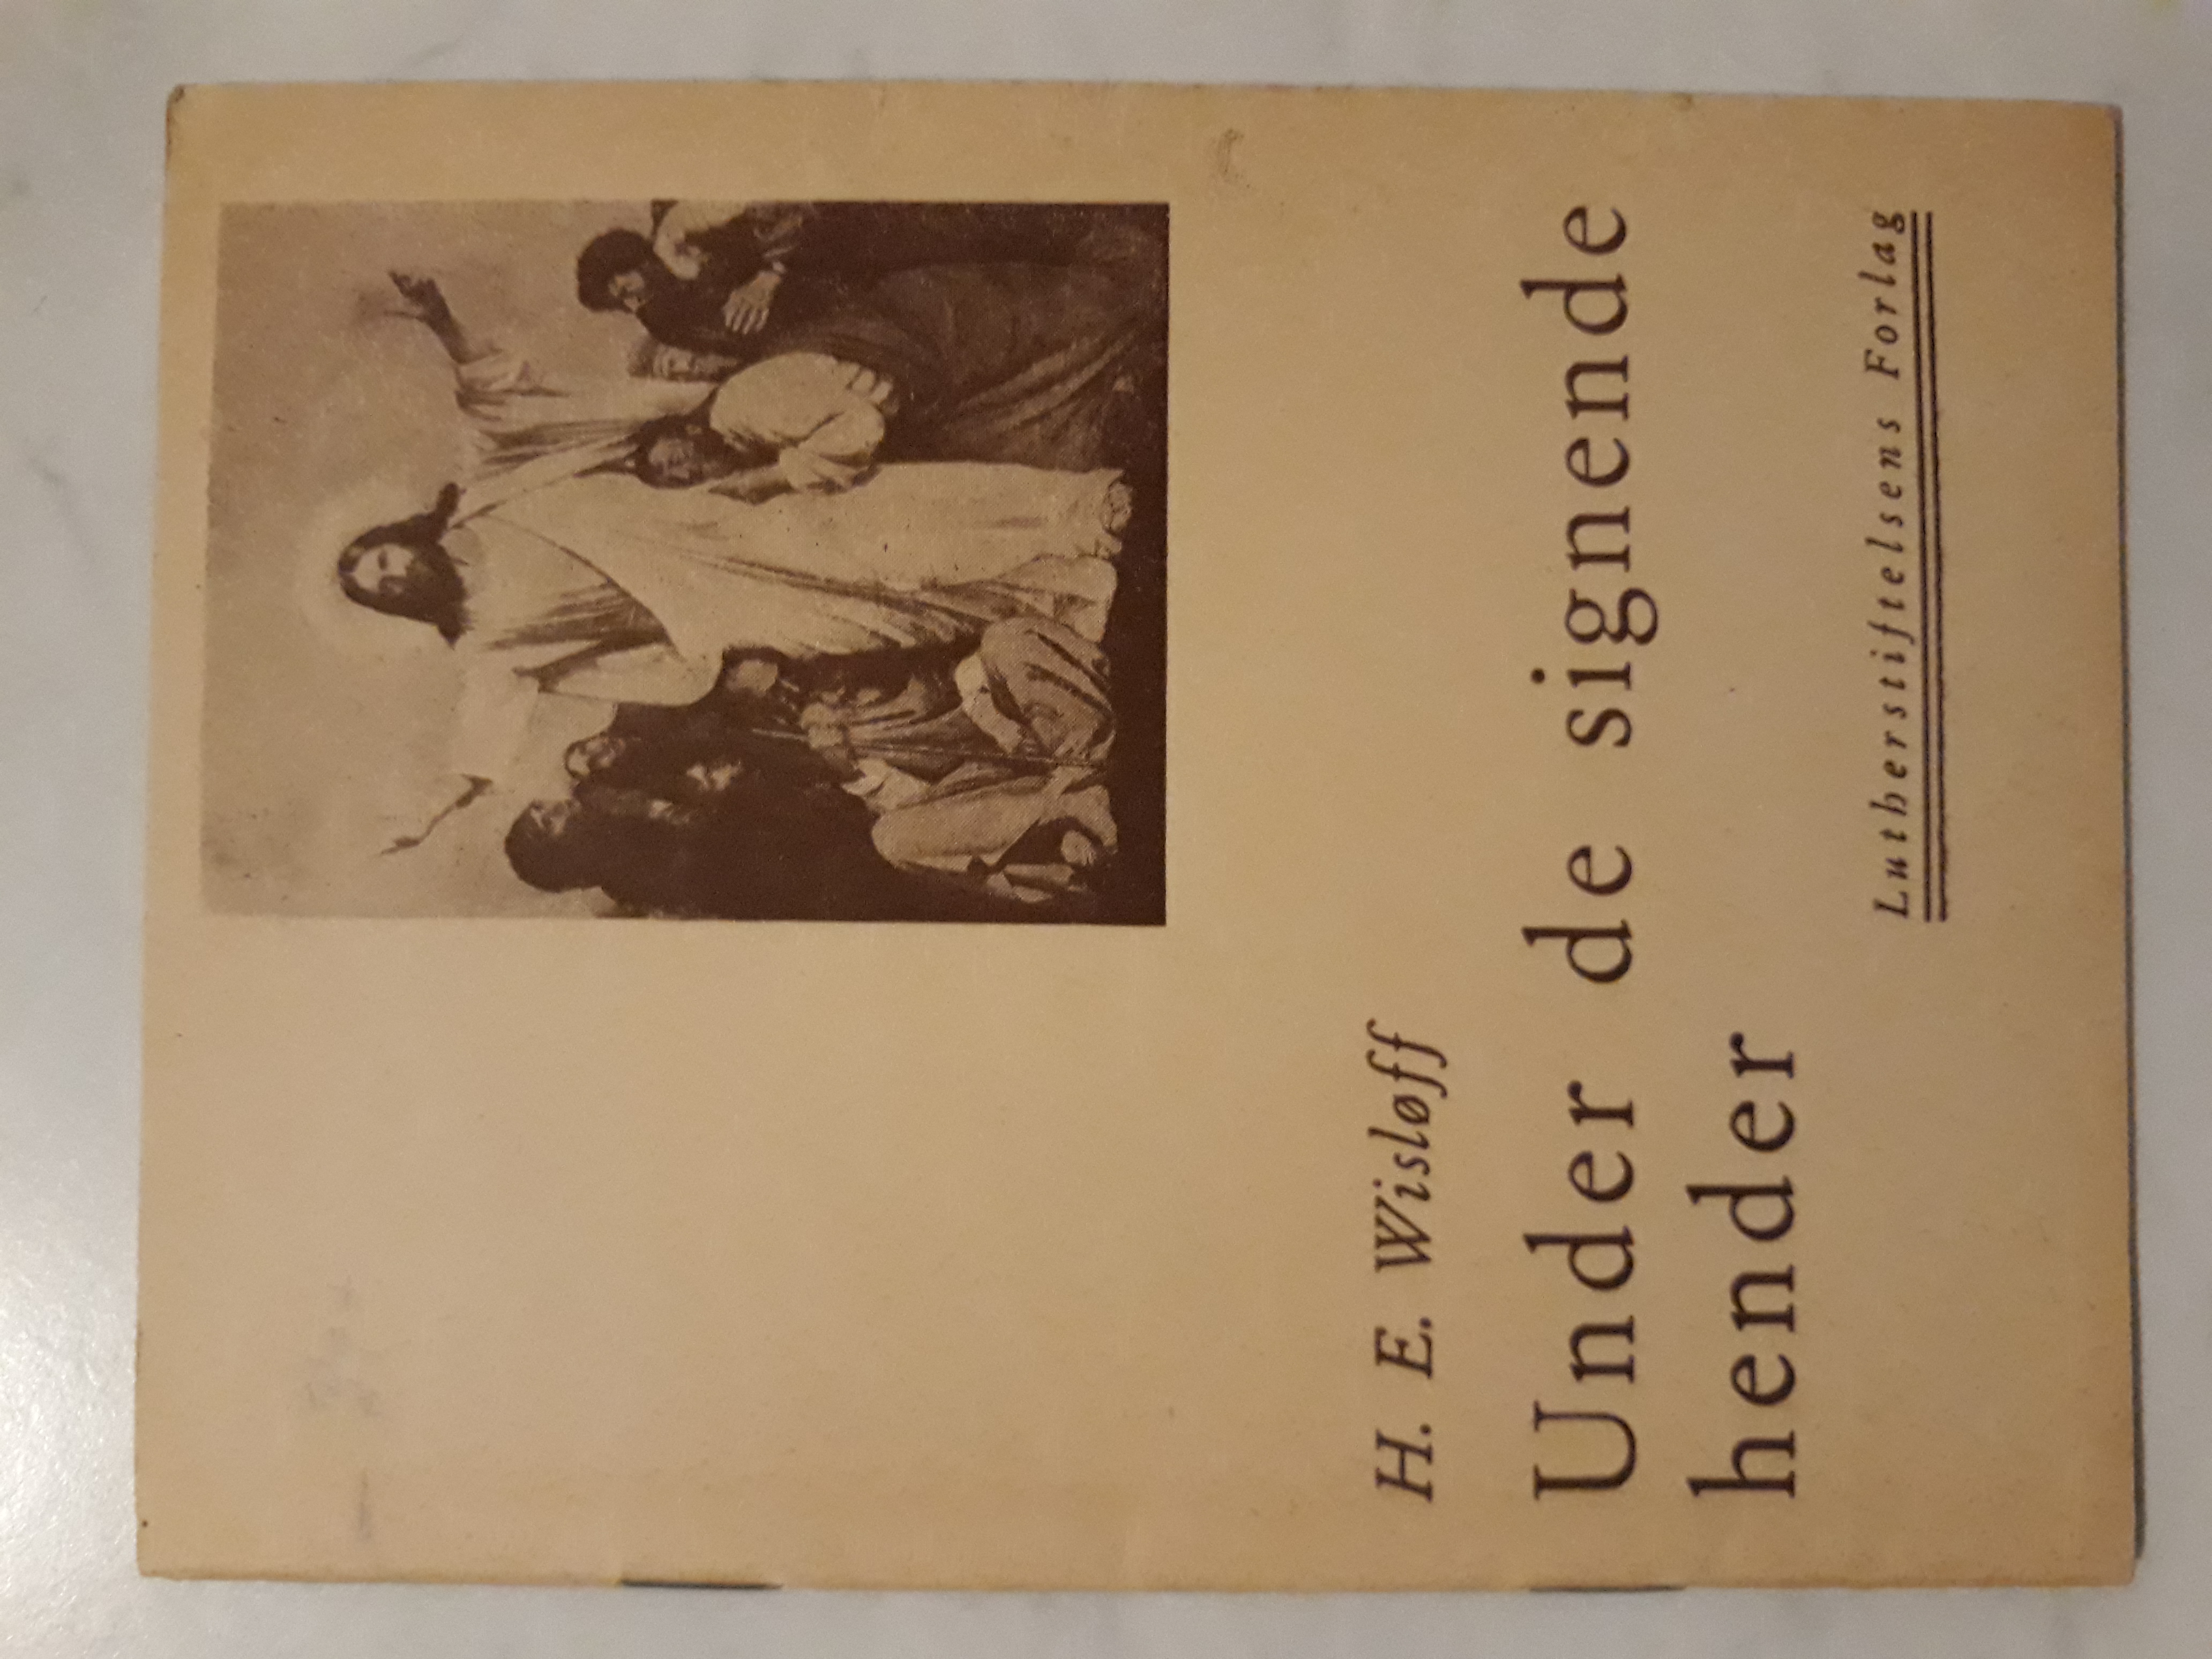 H. E. Wisløff
Under de signende
hender
Lutherstiftelsens Forlag